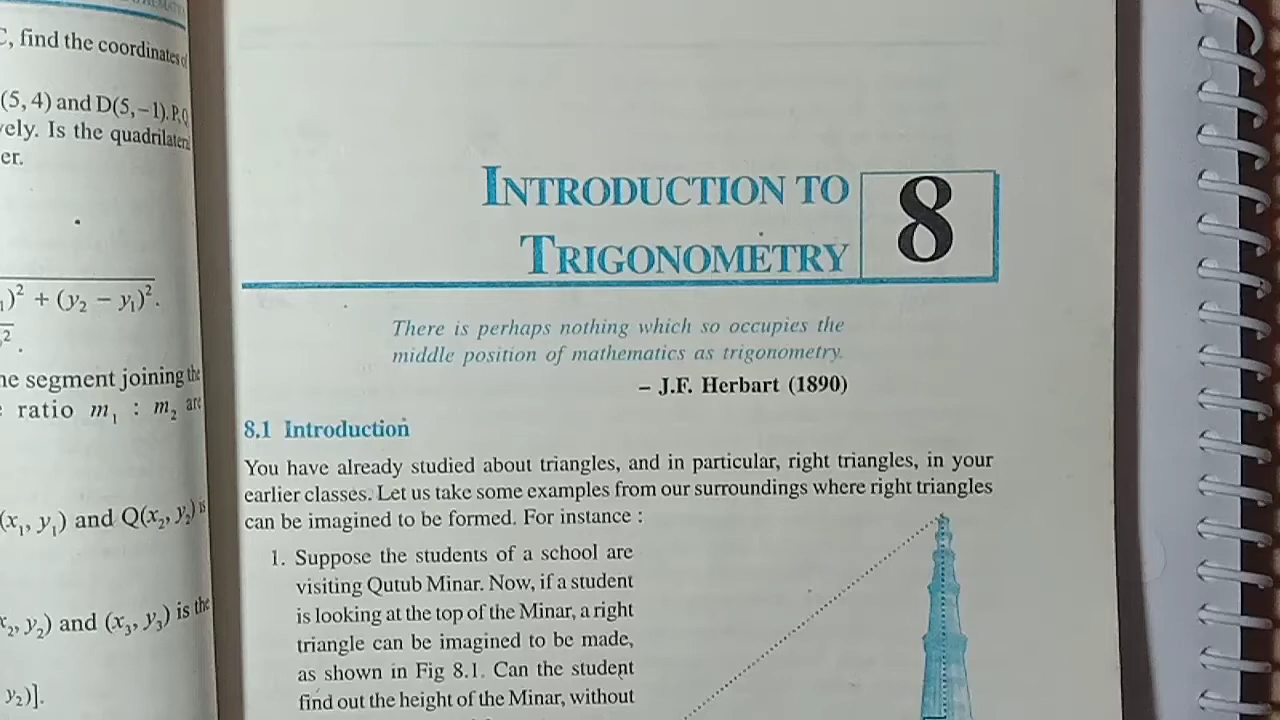 C, find the coordinates
(5, 4) and D(5, –1). P, Q
vely. Is the quadrilateral
er.
)² + (y₂ – y₁)².
2 .
ne segment joining the
ratio m₁ : m₂ are
(x₁, y₁) and Q(x₂, y₂) is
x₂, y₂) and (x₃, y₃) is the
y₂)].
INTRODUCTION TO
TRIGONOMETRY
8
There is perhaps nothing which so occupies the
middle position of mathematics as trigonometry.
– J.F. Herbart (1890)
8.1 Introduction
You have already studied about triangles, and in particular, right triangles, in your
earlier classes. Let us take some examples from our surroundings where right triangles
can be imagined to be formed. For instance :
1. Suppose the students of a school are
visiting Qutub Minar. Now, if a student
is looking at the top of the Minar, a right
triangle can be imagined to be made,
as shown in Fig 8.1. Can the student
find out the height of the Minar, without